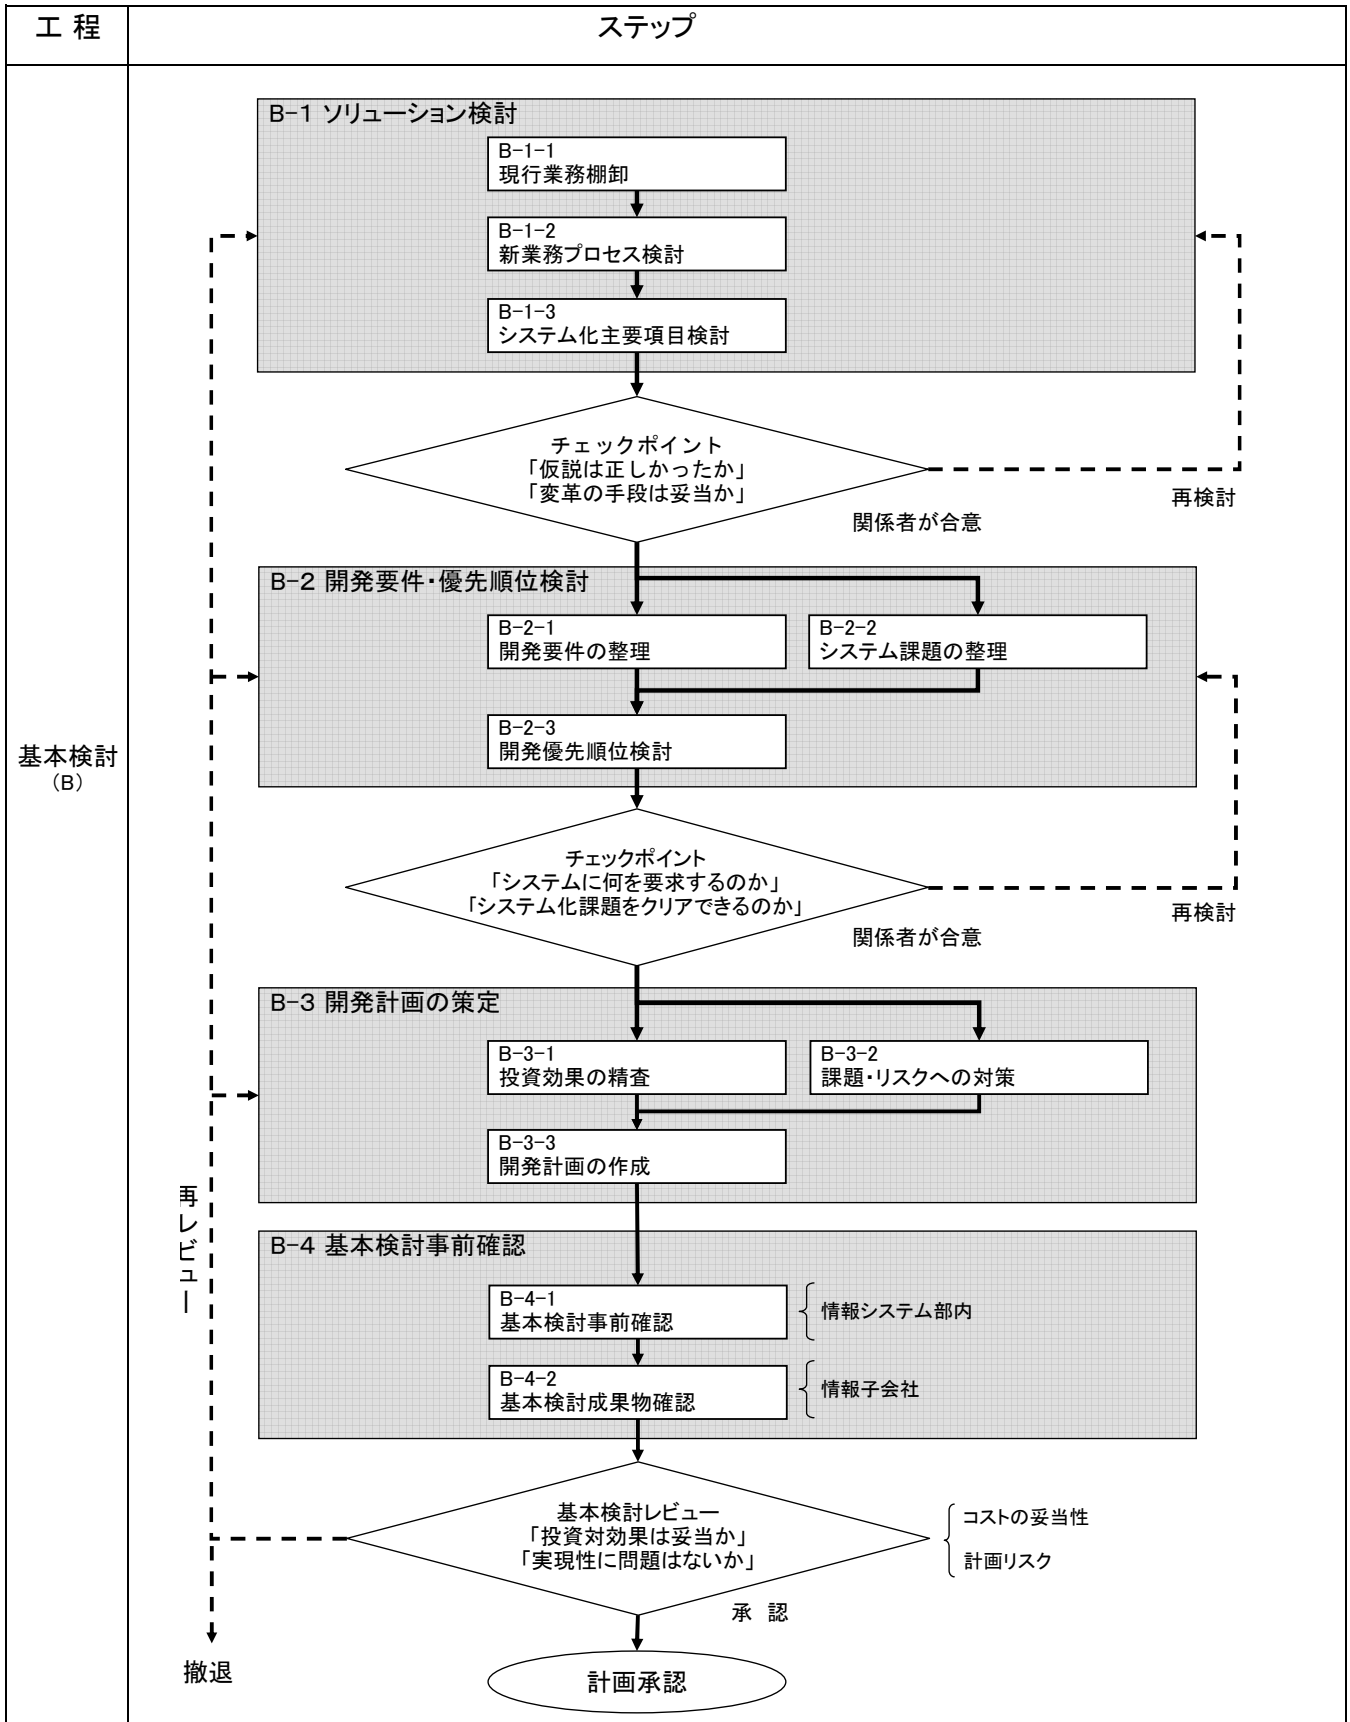 工 程
ステップ
基本検討
(B)
B-1 ソリューション検討
B-1-1
現行業務棚卸
B-1-2
新業務プロセス検討
B-1-3
システム化主要項目検討
チェックポイント
「仮説は正しかったか」
「変革の手段は妥当か」
再検討
関係者が合意
B-2 開発要件・優先順位検討
B-2-1
開発要件の整理
B-2-2
システム課題の整理
B-2-3
開発優先順位検討
チェックポイント
「システムに何を要求するのか」
「システム化課題をクリアできるのか」
再検討
関係者が合意
B-3 開発計画の策定
B-3-1
投資効果の精査
B-3-2
課題・リスクへの対策
B-3-3
開発計画の作成
再レビュー
B-4 基本検討事前確認
B-4-1
基本検討事前確認
情報システム部内
B-4-2
基本検討成果物確認
情報子会社
基本検討レビュー
「投資対効果は妥当か」
「実現性に問題はないか」
コストの妥当性
計画リスク
承 認
撤退
計画承認